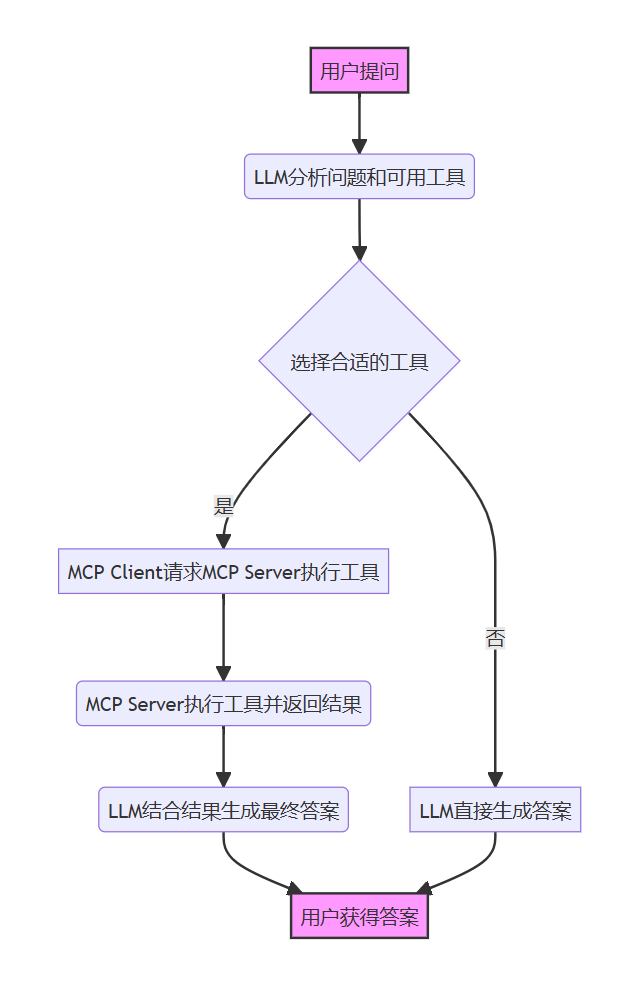 用户提问
LLM分析问题和可用工具
选择合适的工具
是
MCP Client请求MCP Server执行工具
否
MCP Server执行工具并返回结果
LLM结合结果生成最终答案
LLM直接生成答案
用户获得答案